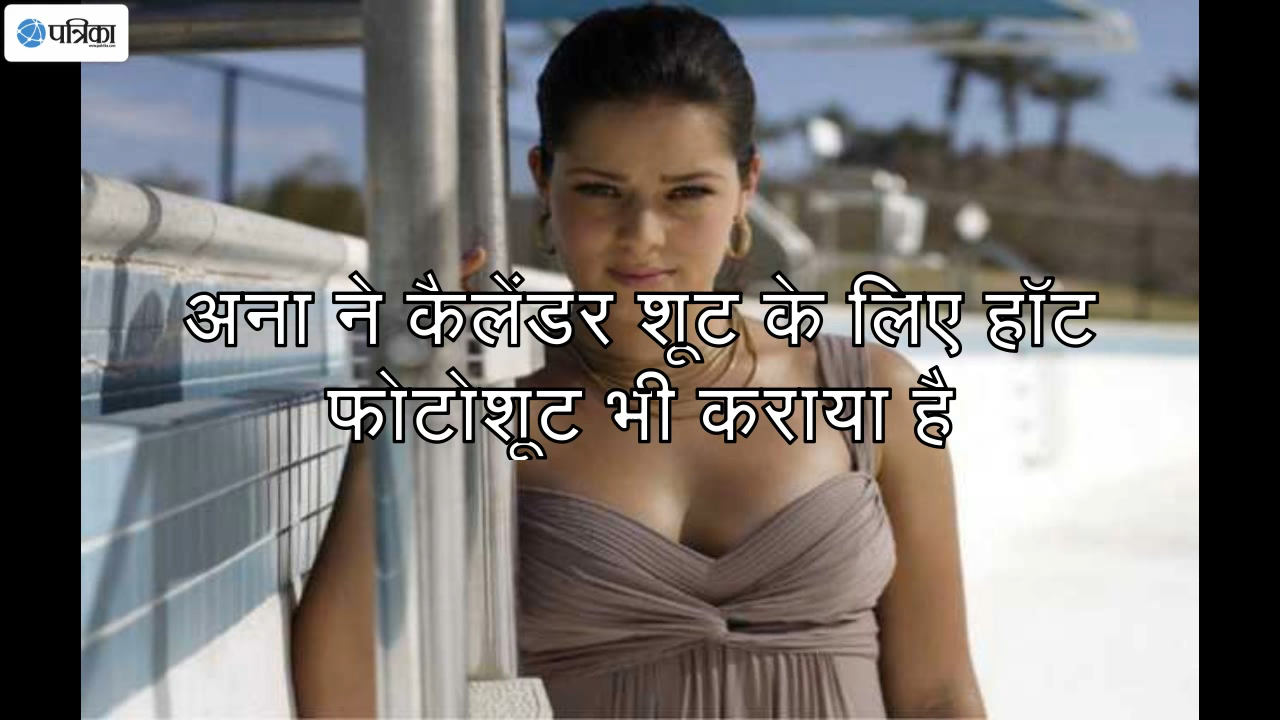 पत्रिका
अना ने कैलेंडर शूट के लिए हॉट
फोटोशूट भी कराया है